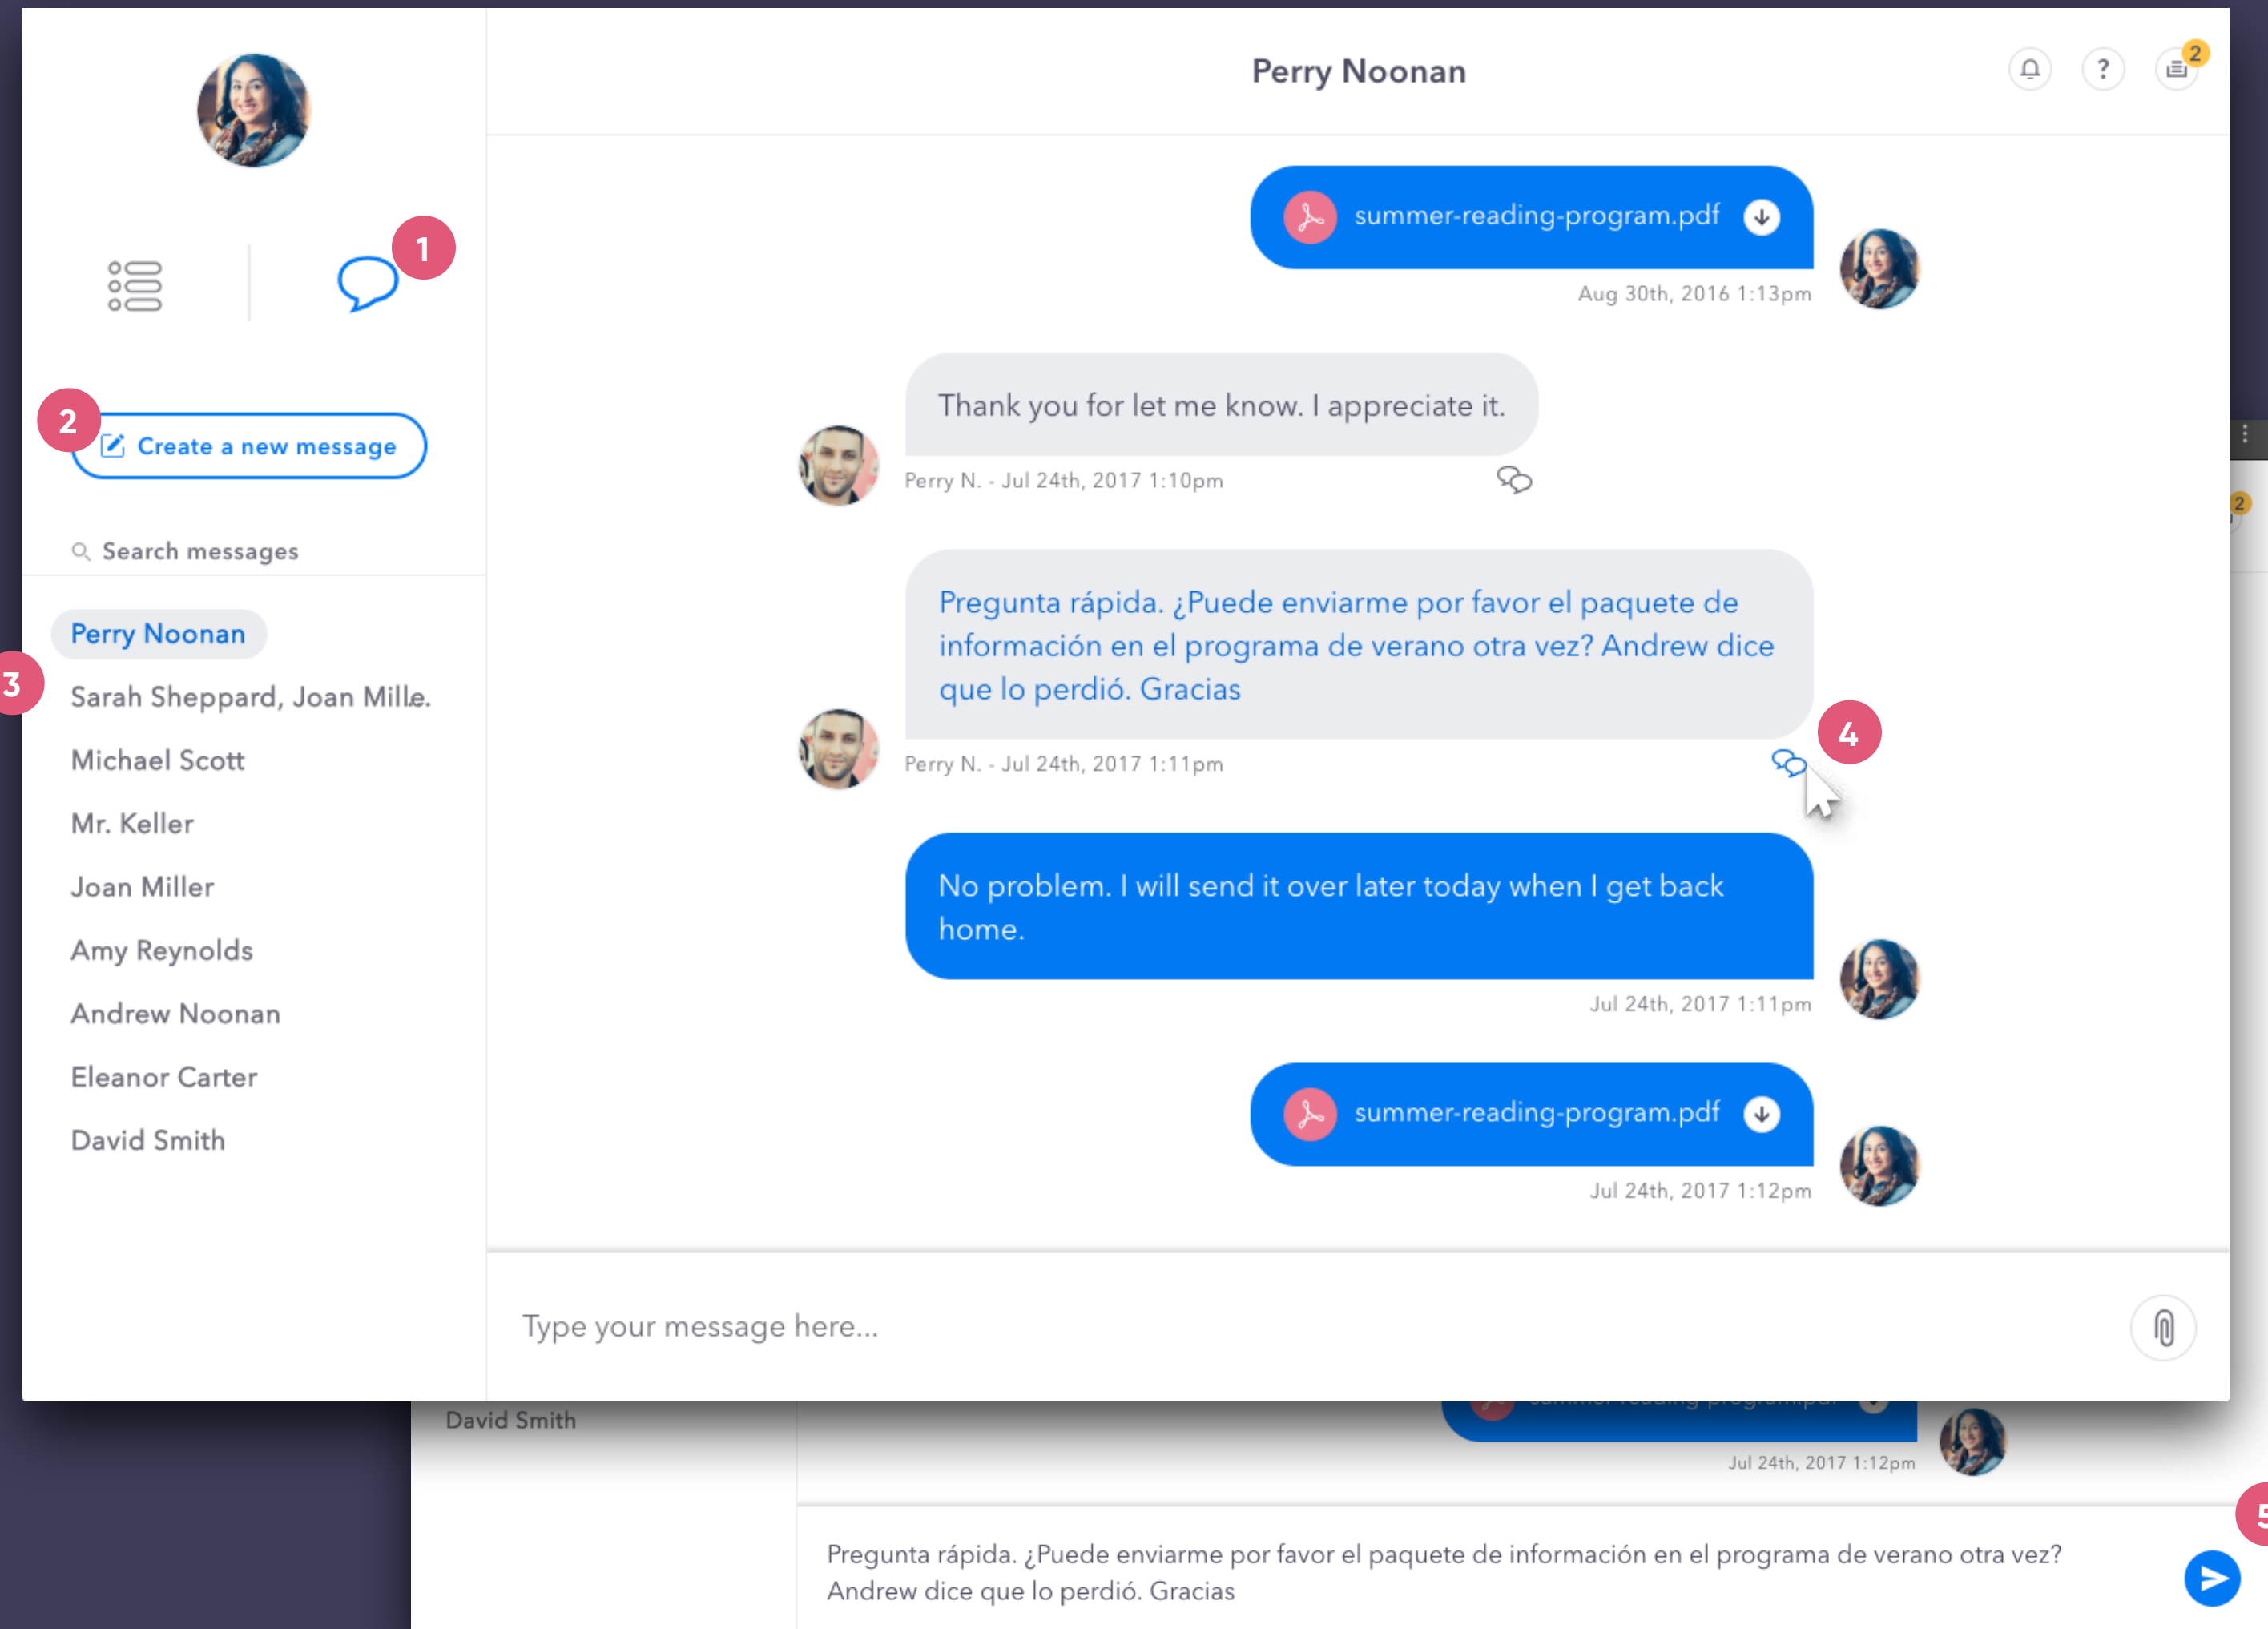 Perry Noonan
?
2
1
summer-reading-program.pdf
Aug 30th, 2016 1:13pm
2
Create a new message
Thank you for let me know. I appreciate it.
Perry N. - Jul 24th, 2017 1:10pm
2
Search messages
Perry Noonan
3
Sarah Sheppard, Joan Mille.
Michael Scott
Mr. Keller
Joan Miller
Amy Reynolds
Andrew Noonan
Eleanor Carter
David Smith
Pregunta rápida. ¿Puede enviarme por favor el paquete de
información en el programa de verano otra vez? Andrew dice
que lo perdió. Gracias
4
Perry N. - Jul 24th, 2017 1:11pm
No problem. I will send it over later today when I get back
home.
Jul 24th, 2017 1:11pm
summer-reading-program.pdf
Jul 24th, 2017 1:12pm
Type your message here...
David Smith
Jul 24th, 2017 1:12pm
5
Pregunta rápida. ¿Puede enviarme por favor el paquete de información en el programa de verano otra vez?
Andrew dice que lo perdió. Gracias